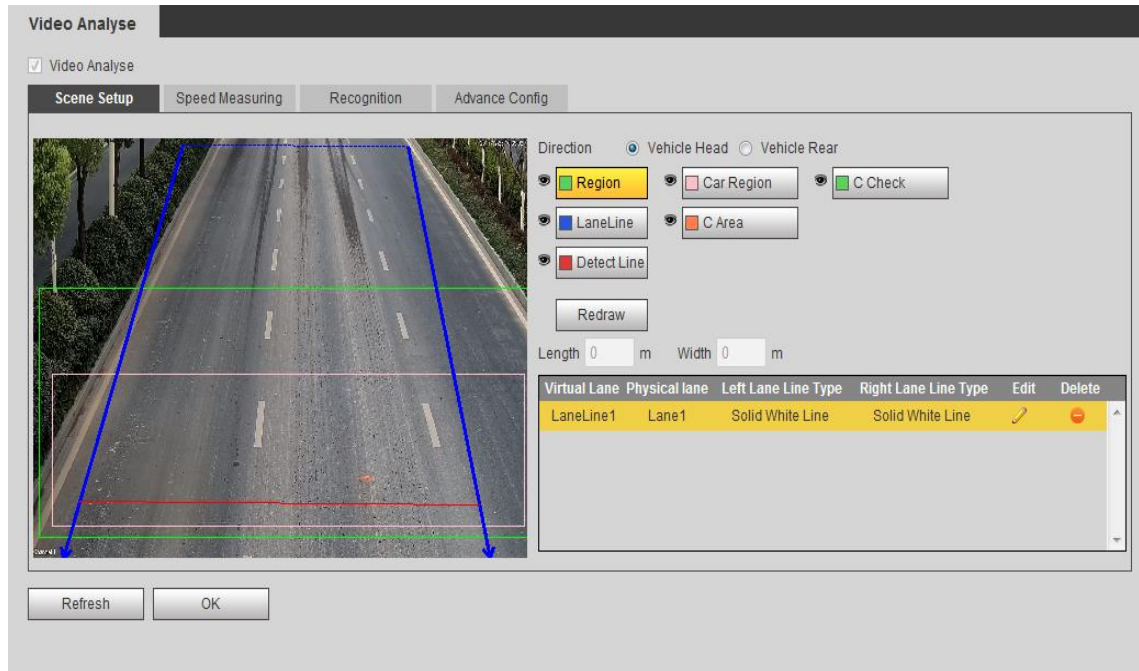 Video Analyse
Video Analyse
Scene Setup Speed Measuring Recognition Advance Config
Direction Vehicle Head Vehicle Rear
Region Car Region C Check
LaneLine C Area
Detect Line
Redraw
Length 0 m Width 0 m
Virtual Lane Physical lane Left Lane Line Type Right Lane Line Type Edit Delete
LaneLine1 Lane1 Solid White Line Solid White Line
Refresh OK